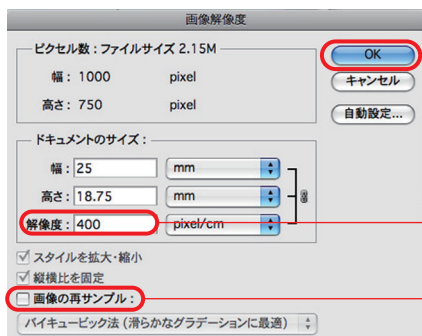 画像解像度
ピクセル数：ファイルサイズ 2.15M
幅： 1000 pixel
高さ： 750 pixel
OK
キャンセル
自動設定...
ドキュメントのサイズ：
幅： 25 mm
高さ： 18.75 mm
解像度： 400 pixel/cm
スタイルを拡大・縮小
縦横比を固定
画像の再サンプル：
バイキュービック法 (滑らかなグラデーションに最適)